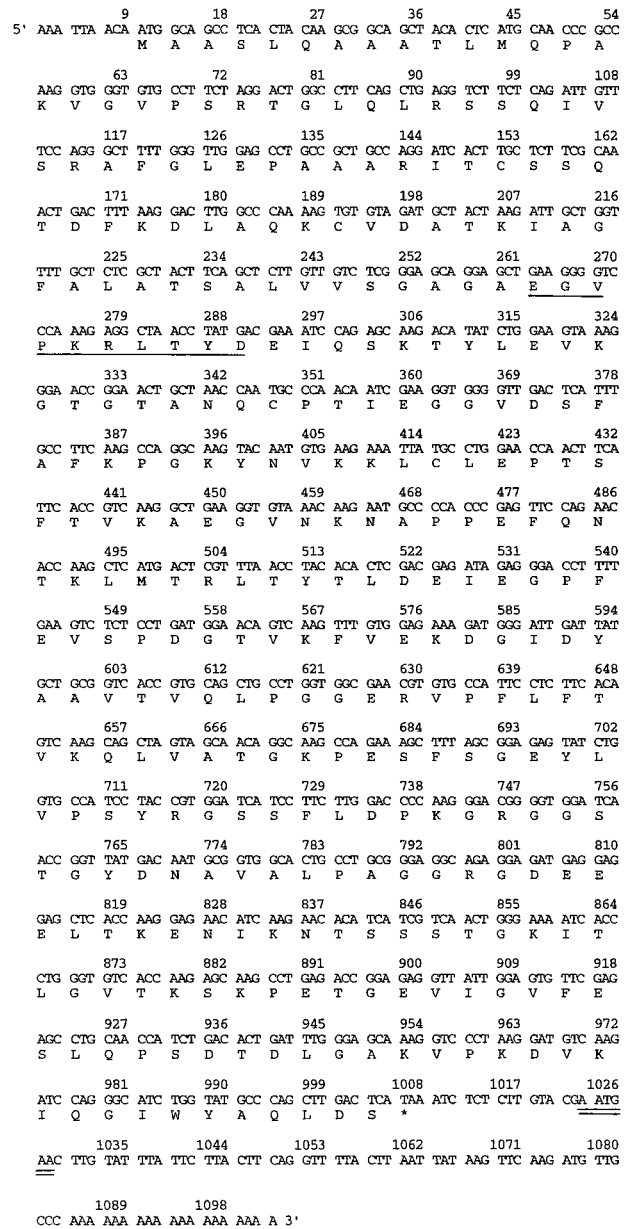 9 18 27 36 45 54
5' AAA TTA ACA ATG GCA GCC TCA CTA CAA GCG GCA GCT ACA CTC ATG CAA CCC GCC
M A A S L Q A A A T L M Q P A
63 72 81 90 99 108
AAG GTG GGT GTG CCT TCT AGG ACT GGC CTT CAG CTG AGG TCT TCT CAG ATT GTT
K V G V P S R T G L Q L R S S Q I V
117 126 135 144 153 162
TCC AGG GCT TTT GGG TTG GAG CCT GCC GCT GCC AGG ATC ACT TGC TCT TCG CAA
S R A F G L E P A A A R I T C S S Q
171 180 189 198 207 216
ACT GAC TTT AAG GAC TTG GCC CAA AAG TGT GTA GAT GCT ACT AAG ATT GCT GGT
T D F K D L A Q K C V D A T K I A G
225 234 243 252 261 270
TTT GCT CTC GCT ACT TCA GCT CTT GTT GTC TCG GGA GCA GGA GCT GAA GGG GTC
F A L A T S A L V V S G A G A E G V
279 288 297 306 315 324
CCA AAG AGG CTA ACC TAT GAC GAA ATC CAG AGC AAG ACA TAT CTG GAA GTA AAG
P K R L T Y D E I Q S K T Y L E V K
333 342 351 360 369 378
GGA ACC GGA ACT GCT AAC CAA TGC CCA ACA ATC GAA GGT GGG GTT GAC TCA TTT
G T G T A N Q C P T I E G G V D S F
387 396 405 414 423 432
GCC TTC AAG CCA GGC AAG TAC AAT GTG AAG AAA TTA TGC CTG GAA CCA ACT TCA
A F K P G K Y N V K K L C L E P T S
441 450 459 468 477 486
TTC ACC GTC AAG GCT GAA GGT GTA AAC AAG AAT GCC CCA CCC GAG TTC CAG AAC
F T V K A E G V N K N A P P E F Q N
495 504 513 522 531 540
ACC AAG CTC ATG ACT CGT TTA ACC TAC ACA CTC GAC GAG ATA GAG GGA CCT TTT
T K L M T R L T Y T L D E I E G P F
549 558 567 576 585 594
GAA GTC TCT CCT GAT GGA ACA GTC AAG TTT GTG GAG AAA GAT GGG ATT GAT TAT
E V S P D G T V K F V E K D G I D Y
603 612 621 630 639 648
GCT GCG GTC ACC GTG CAG CTG CCT GGT GGC GAA CGT GTG CCA TTC CTC TTC ACA
A A V T V Q L P G G E R V P F L F T
657 666 675 684 693 702
GTC AAG CAG CTA GTA GCA ACA GGC AAG CCA GAA AGC TTT AGC GGA GAG TAT CTG
V K Q L V A T G K P E S F S G E Y L
711 720 729 738 747 756
GTG CCA TCC TAC CGT GGA TCA TCC TTC TTG GAC CCC AAG GGA CGG GGT GGA TCA
V P S Y R G S S F L D P K G R G G S
765 774 783 792 801 810
ACC GGT TAT GAC AAT GCG GTG GCA CTG CCT GCG GGA GGC AGA GGA GAT GAG GAG
T G Y D N A V A L P A G G R G D E E
819 828 837 846 855 864
GAG CTC ACC AAG GAG AAC ATC AAG AAC ACA TCA TCG TCA ACT GGG AAA ATC ACC
E L T K E N I K N T S S S T G K I T
873 882 891 900 909 918
CTG GGT GTC ACC AAG AGC AAG CCT GAG ACC GGA GAG GTT ATT GGA GTG TTC GAG
L G V T K S K P E T G E V I G V F E
927 936 945 954 963 972
AGC CTG CAA CCA TCT GAC ACT GAT TTG GGA GCA AAG GTC CCT AAG GAT GTC AAG
S L Q P S D T D L G A K V P K D V K
981 990 999 1008 1017 1026
ATC CAG GGC ATC TGG TAT GCC CAG CTT GAC TCA TAA ATC TCT CTT GTA CGA ATG
I Q G I W Y A Q L D S *
1035 1044 1053 1062 1071 1080
AAC TTG TAT TTA TTC TTA CTT CAG GTT TTA CTT AAT TAT AAG TTC AAG ATG TTG
1089 1098
CCC AAA AAA AAA AAA AAA AAA A 3'